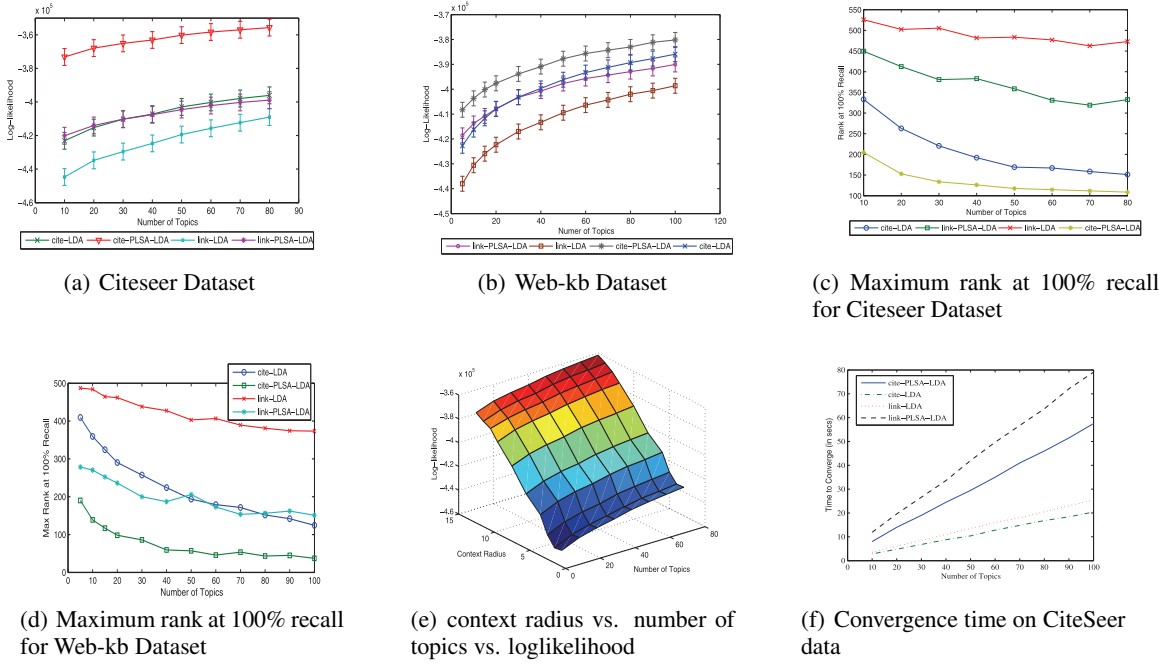 x 10^5
−3.6
−3.8
−4
−4.2
−4.4
−4.6
Log−likelihood
0 10 20 30 40 50 60 70 80 90
Number of Topics
cite−LDA cite−PLSA−LDA link−LDA link−PLSA−LDA
(a) Citeseer Dataset
x 10^5
−3.7
−3.8
−3.9
−4
−4.1
−4.2
−4.3
−4.4
−4.5
Log−Likelihood
0 20 40 60 80 100 120
Numer of Topics
link−PLSA−LDA link−LDA cite−PLSA−LDA cite−LDA
(b) Web-kb Dataset
550
500
450
400
350
300
250
200
150
100
Rank at 100% Recall
10 20 30 40 50 60 70 80
Number of Topics
cite−LDA link−PLSA−LDA link−LDA cite−PLSA−LDA
(c) Maximum rank at 100% recall
for Citeseer Dataset
500
400
300
200
100
0
Max Rank at 100% Recall
0 10 20 30 40 50 60 70 80 90 100
Number of Topics
cite−LDA
cite−PLSA−LDA
link−LDA
link−PLSA−LDA
(d) Maximum rank at 100% recall
for Web-kb Dataset
x 10^5
−3.6
−3.8
−4
−4.2
−4.4
−4.6
Log−likelihood
15
10
5
0
Context Radius
0
20
40
60
80
Number of Topics
(e) context radius vs. number of
topics vs. loglikelihood
80
70
60
50
40
30
20
10
0
Time to Converge (in secs)
0 10 20 30 40 50 60 70 80 90 100
Number of Topics
cite−PLSA−LDA
cite−LDA
link−LDA
link−PLSA−LDA
(f) Convergence time on CiteSeer
data